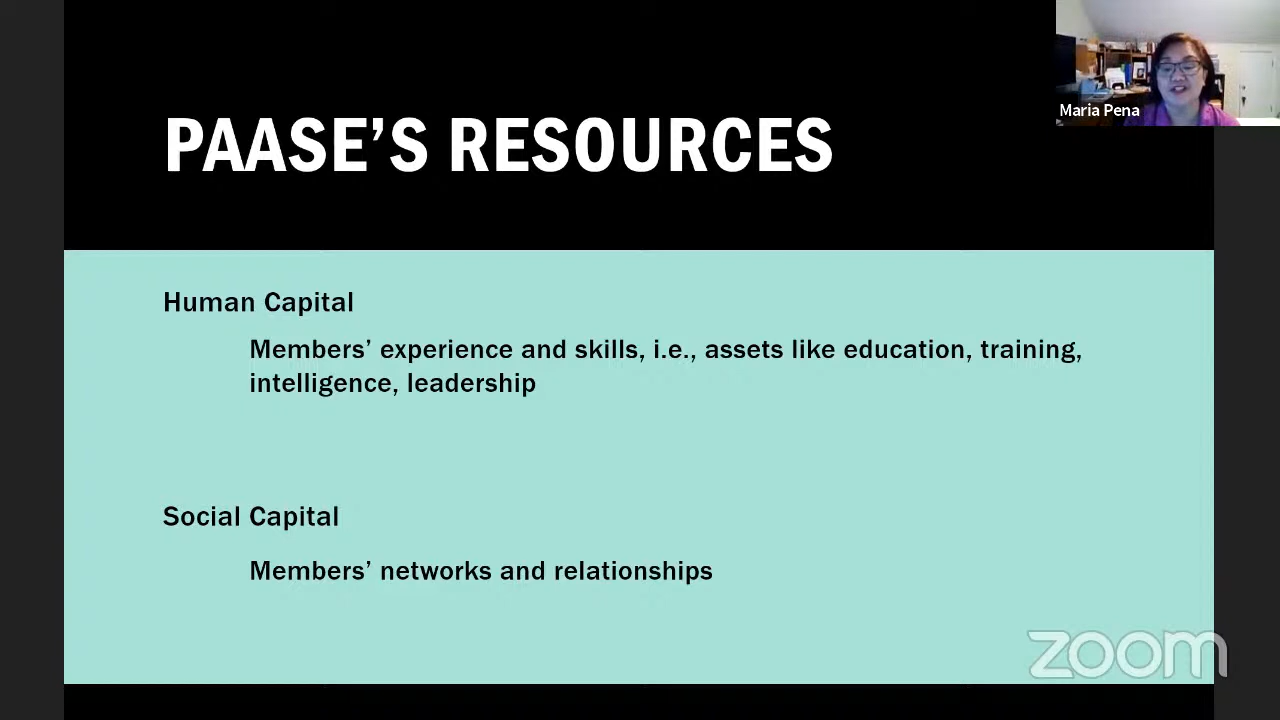 Maria Pena
PAASE’S RESOURCES
Human Capital
Members’ experience and skills, i.e., assets like education, training,
intelligence, leadership
Social Capital
Members’ networks and relationships
zoom